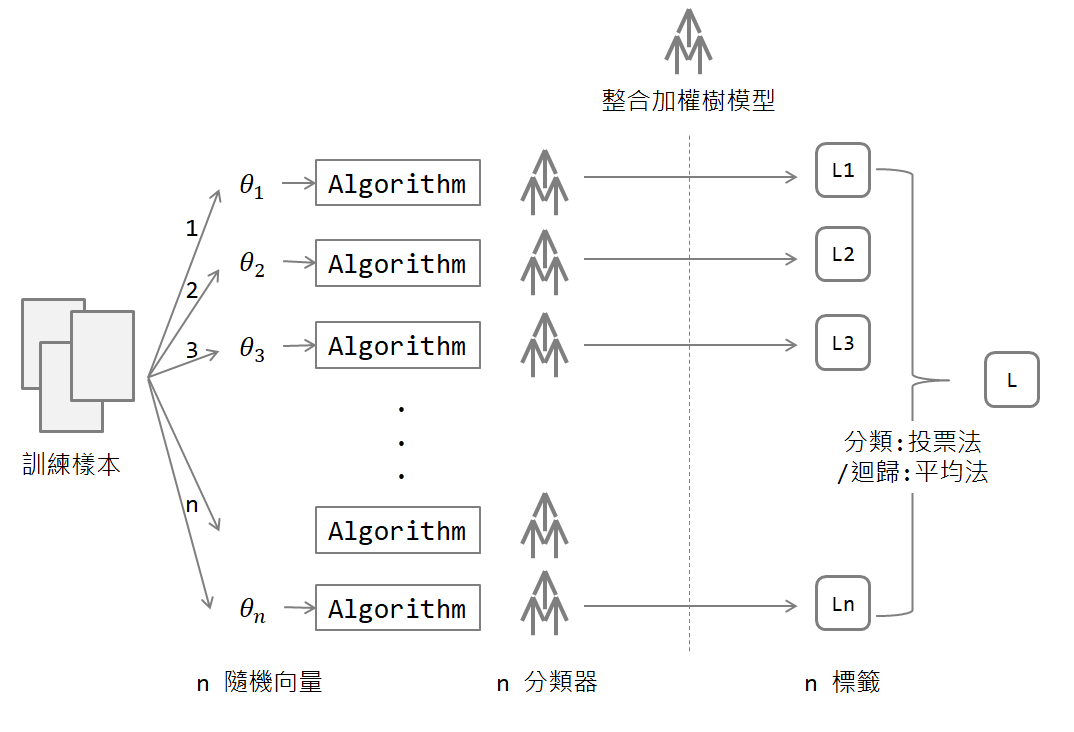 整合加權樹模型
1
θ1
Algorithm
L1
2
θ2
Algorithm
L2
3
θ3
Algorithm
L3
L
訓練樣本
分類:投票法
/迴歸:平均法
n
Algorithm
θn
Algorithm
Ln
n 隨機向量
n 分類器
n 標籤